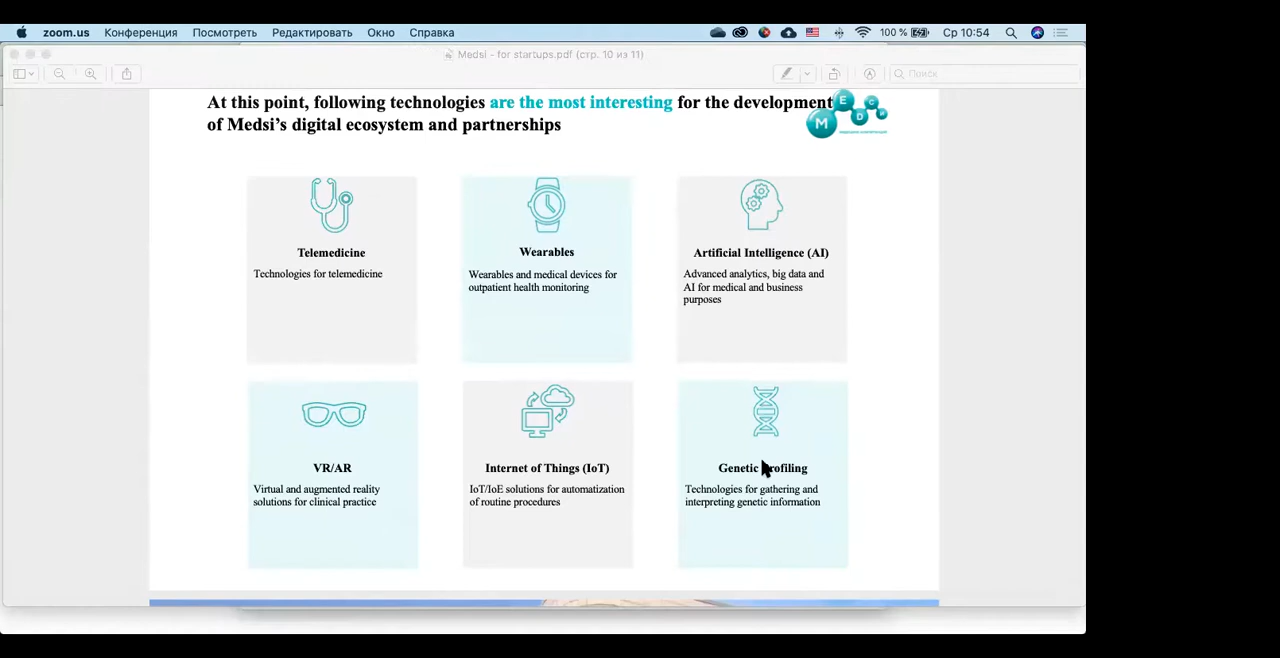 zoom.us Конференция Посмотреть Редактировать Окно Справка 100 % Ср 10:54
Medsi - for startups.pdf (стр. 10 из 11)
Поиск
At this point, following technologies are the most interesting for the development
of Medsi’s digital ecosystem and partnerships
М Е D С И
Telemedicine
Technologies for telemedicine
Wearables
Wearables and medical devices for
outpatient health monitoring
Artificial Intelligence (AI)
Advanced analytics, big data and
AI for medical and business
purposes
VR/AR
Virtual and augmented reality
solutions for clinical practice
Internet of Things (IoT)
IoT/IoE solutions for automatization
of routine procedures
Genetic Profiling
Technologies for gathering and
interpreting genetic information